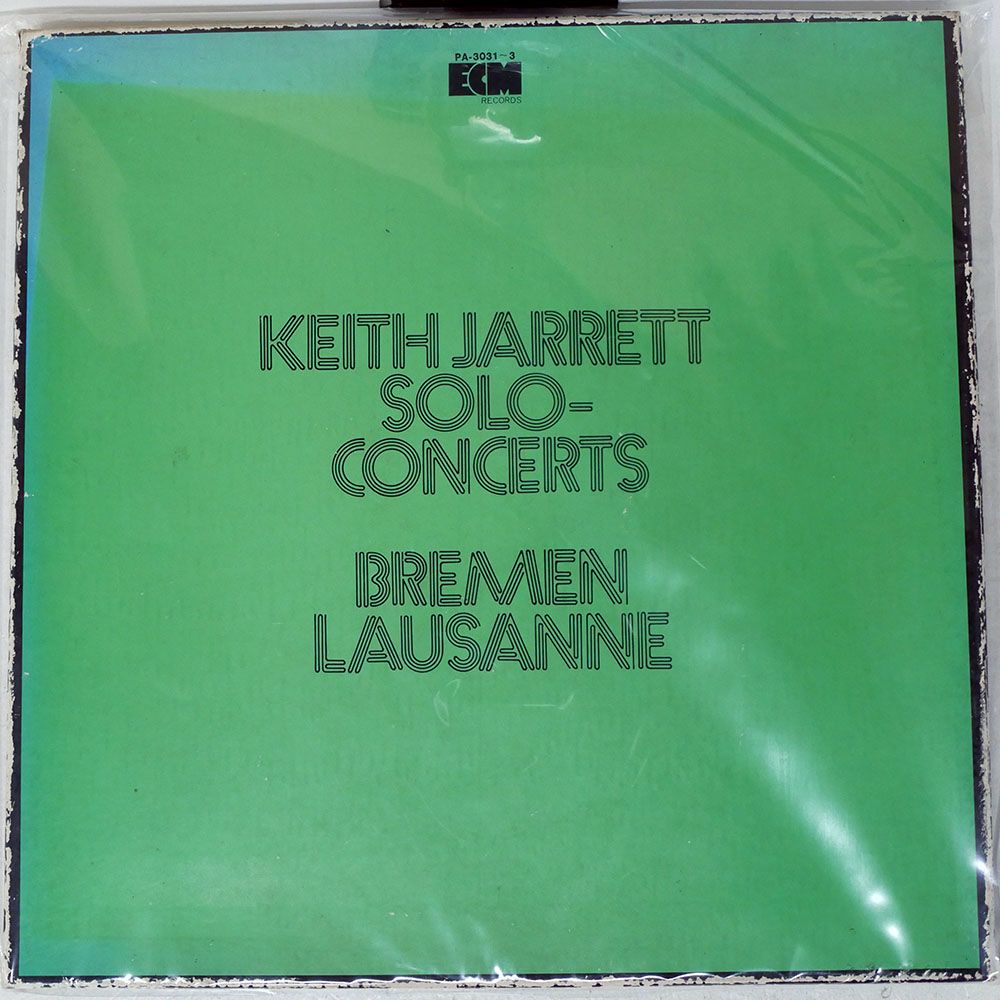 PA-3031~3
ECM
RECORDS
KEITH JARRETT
SOLO-
CONCERTS
BREMEN
LAUSANNE